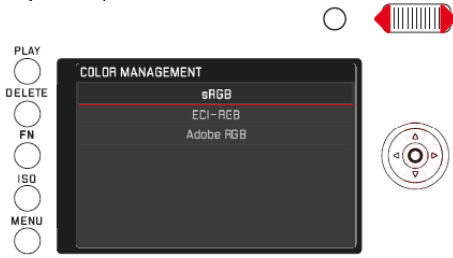 PLAY
DELETE
FN
ISO
MENU
COLOR MANAGEMENT
sRGB
ECI-RGB
Adobe RGB